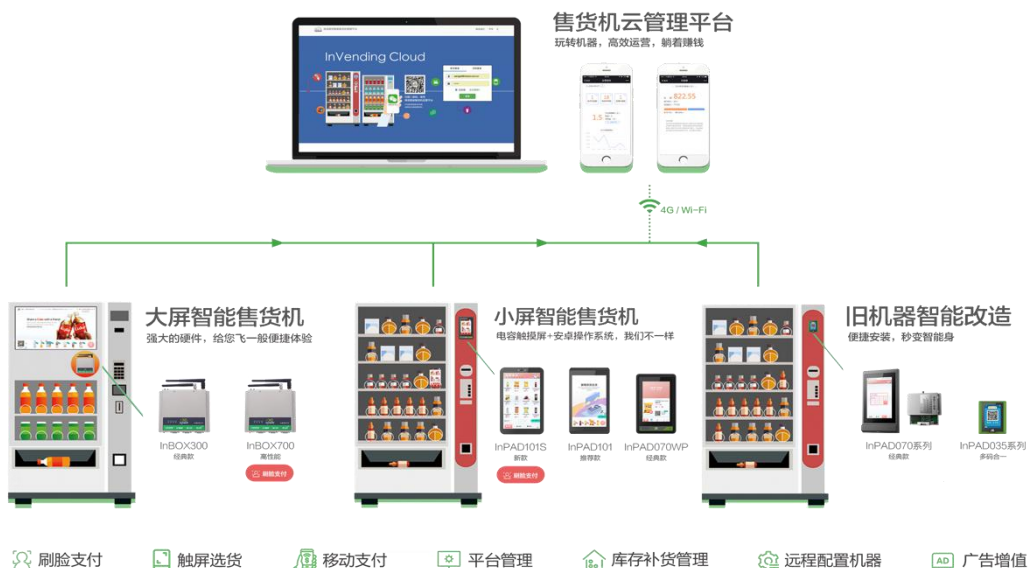 售货机云管理平台
玩转机器，高效运营，躺着赚钱
InVending Cloud
822.55
1.5
4G / Wi-Fi
大屏智能售货机
强大的硬件，给您飞一般便捷体验
InBOX300
经典款
InBOX700
高性能
刷脸支付
小屏智能售货机
电容触摸屏+安卓操作系统，我们不一样
InPAD101S
新款
刷脸支付
InPAD101
推荐款
InPAD070WP
经典款
旧机器智能改造
便捷安装，秒变智能身
InPAD070系列
经典款
InPAD035系列
多码合一
刷脸支付
触屏选货
移动支付
平台管理
库存补货管理
远程配置机器
AD 广告增值